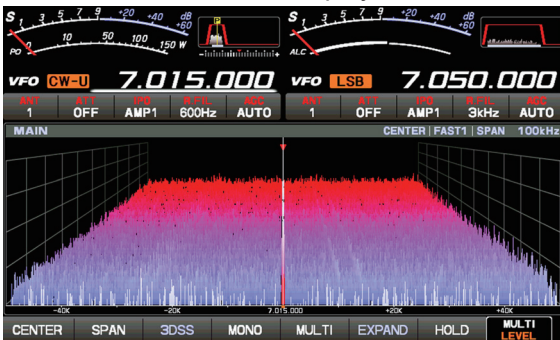 S 1 3 5 7 9 +20 +40 +60 dB
PO 0 10 50 100 150 W
S 1 3 5 7 9 +20 +40 +60 dB
ALC
P
VFO CW-U 7.015.000
VFO LSB 7.050.000
ANT ATT IPO R.FIL AGC
1 OFF AMP1 600Hz AUTO
ANT ATT IPO R.FIL AGC
1 OFF AMP1 3kHz AUTO
MAIN CENTER | FAST1 | SPAN 100kHz
-40K -20K 7.015.000 +20K +40K
CENTER SPAN 3DSS MONO MULTI EXPAND HOLD MULTI
LEVEL